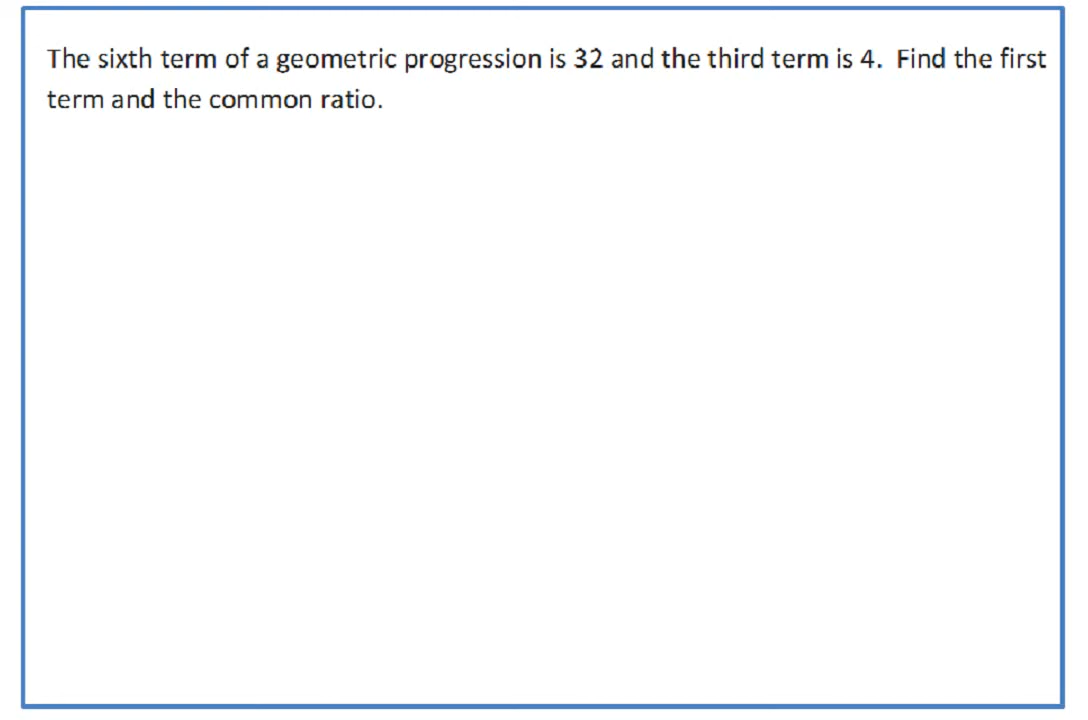 The sixth term of a geometric progression is 32 and the third term is 4.  Find the first
term and the common ratio.